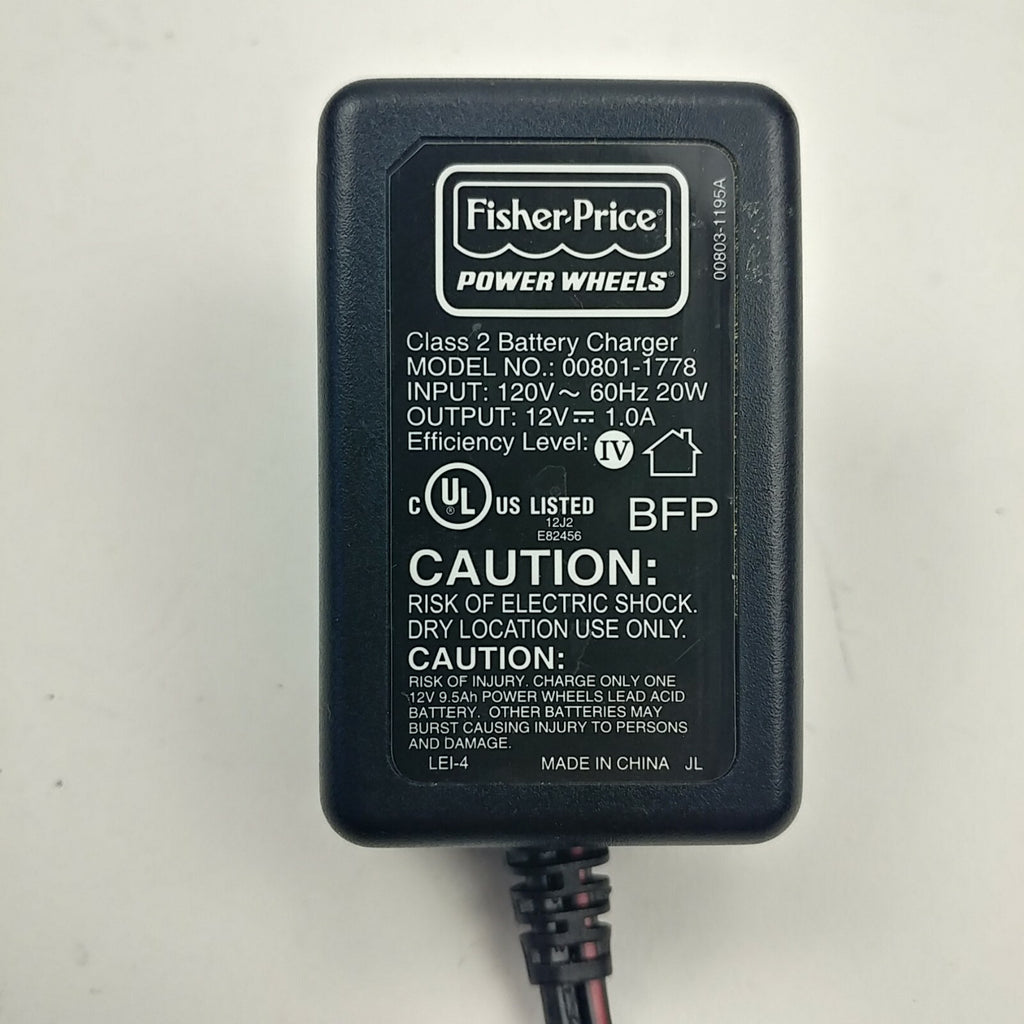 Fisher-Price®
POWER WHEELS®
00803-1195A
Class 2 Battery Charger
MODEL NO.: 00801-1778
INPUT: 120V~ 60Hz 20W
OUTPUT: 12V⎓ 1.0A
Efficiency Level: IV
C UL® US LISTED
12J2
E82456
BFP
CAUTION:
RISK OF ELECTRIC SHOCK.
DRY LOCATION USE ONLY.
CAUTION:
RISK OF INJURY. CHARGE ONLY ONE
12V 9.5Ah POWER WHEELS LEAD ACID
BATTERY. OTHER BATTERIES MAY
BURST CAUSING INJURY TO PERSONS
AND DAMAGE.
LEI-4 MADE IN CHINA JL